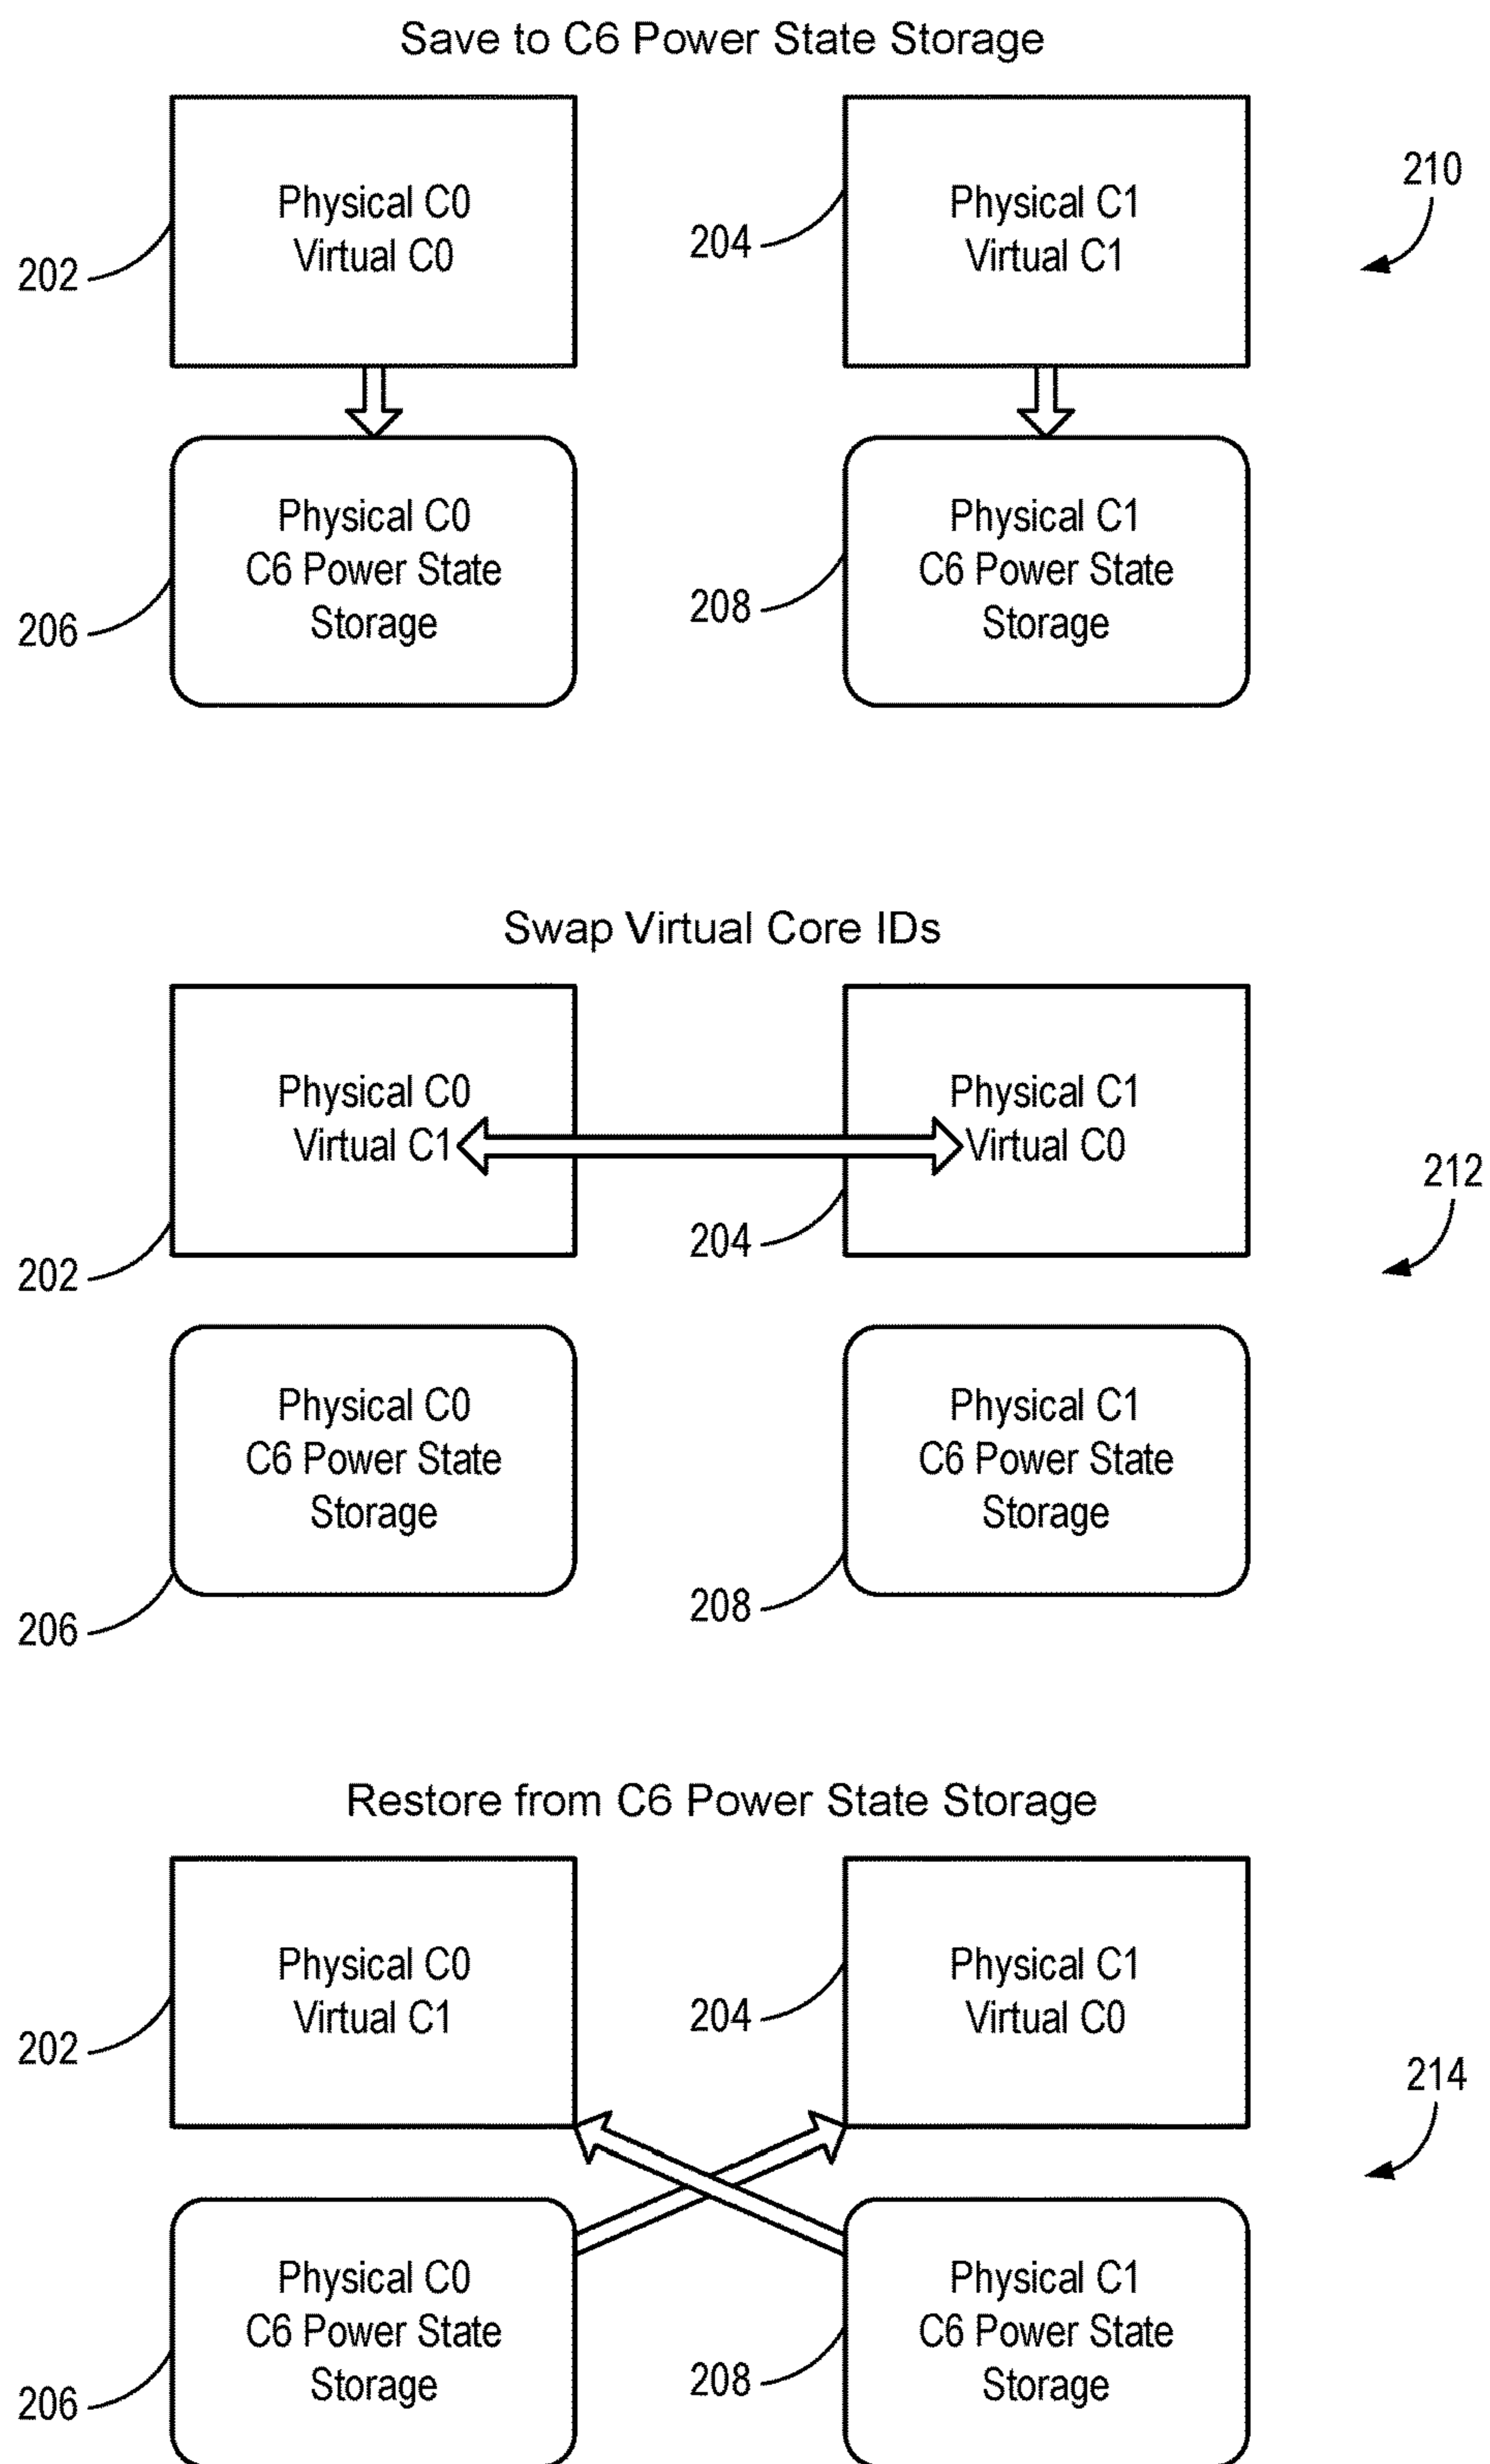 Save to C6 Power State Storage
Physical C0
Virtual C0
202
Physical C1
Virtual C1
204
210
Physical C0
C6 Power State
Storage
206
Physical C1
C6 Power State
Storage
208
Swap Virtual Core IDs
Physical C0
Virtual C1
202
Physical C1
Virtual C0
204
212
Physical C0
C6 Power State
Storage
206
Physical C1
C6 Power State
Storage
208
Restore from C6 Power State Storage
Physical C0
Virtual C1
202
Physical C1
Virtual C0
204
214
Physical C0
C6 Power State
Storage
206
Physical C1
C6 Power State
Storage
208